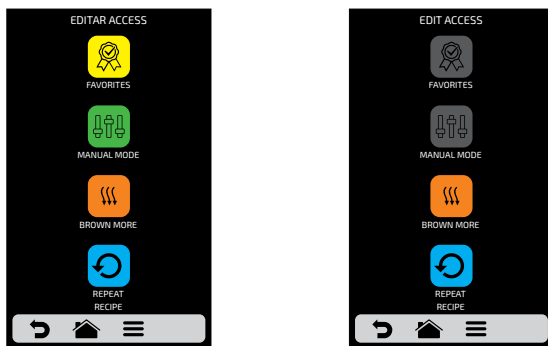 EDITAR ACCESS
FAVORITES
MANUAL MODE
BROWN MORE
REPEAT
RECIPE
EDIT ACCESS
FAVORITES
MANUAL MODE
BROWN MORE
REPEAT
RECIPE